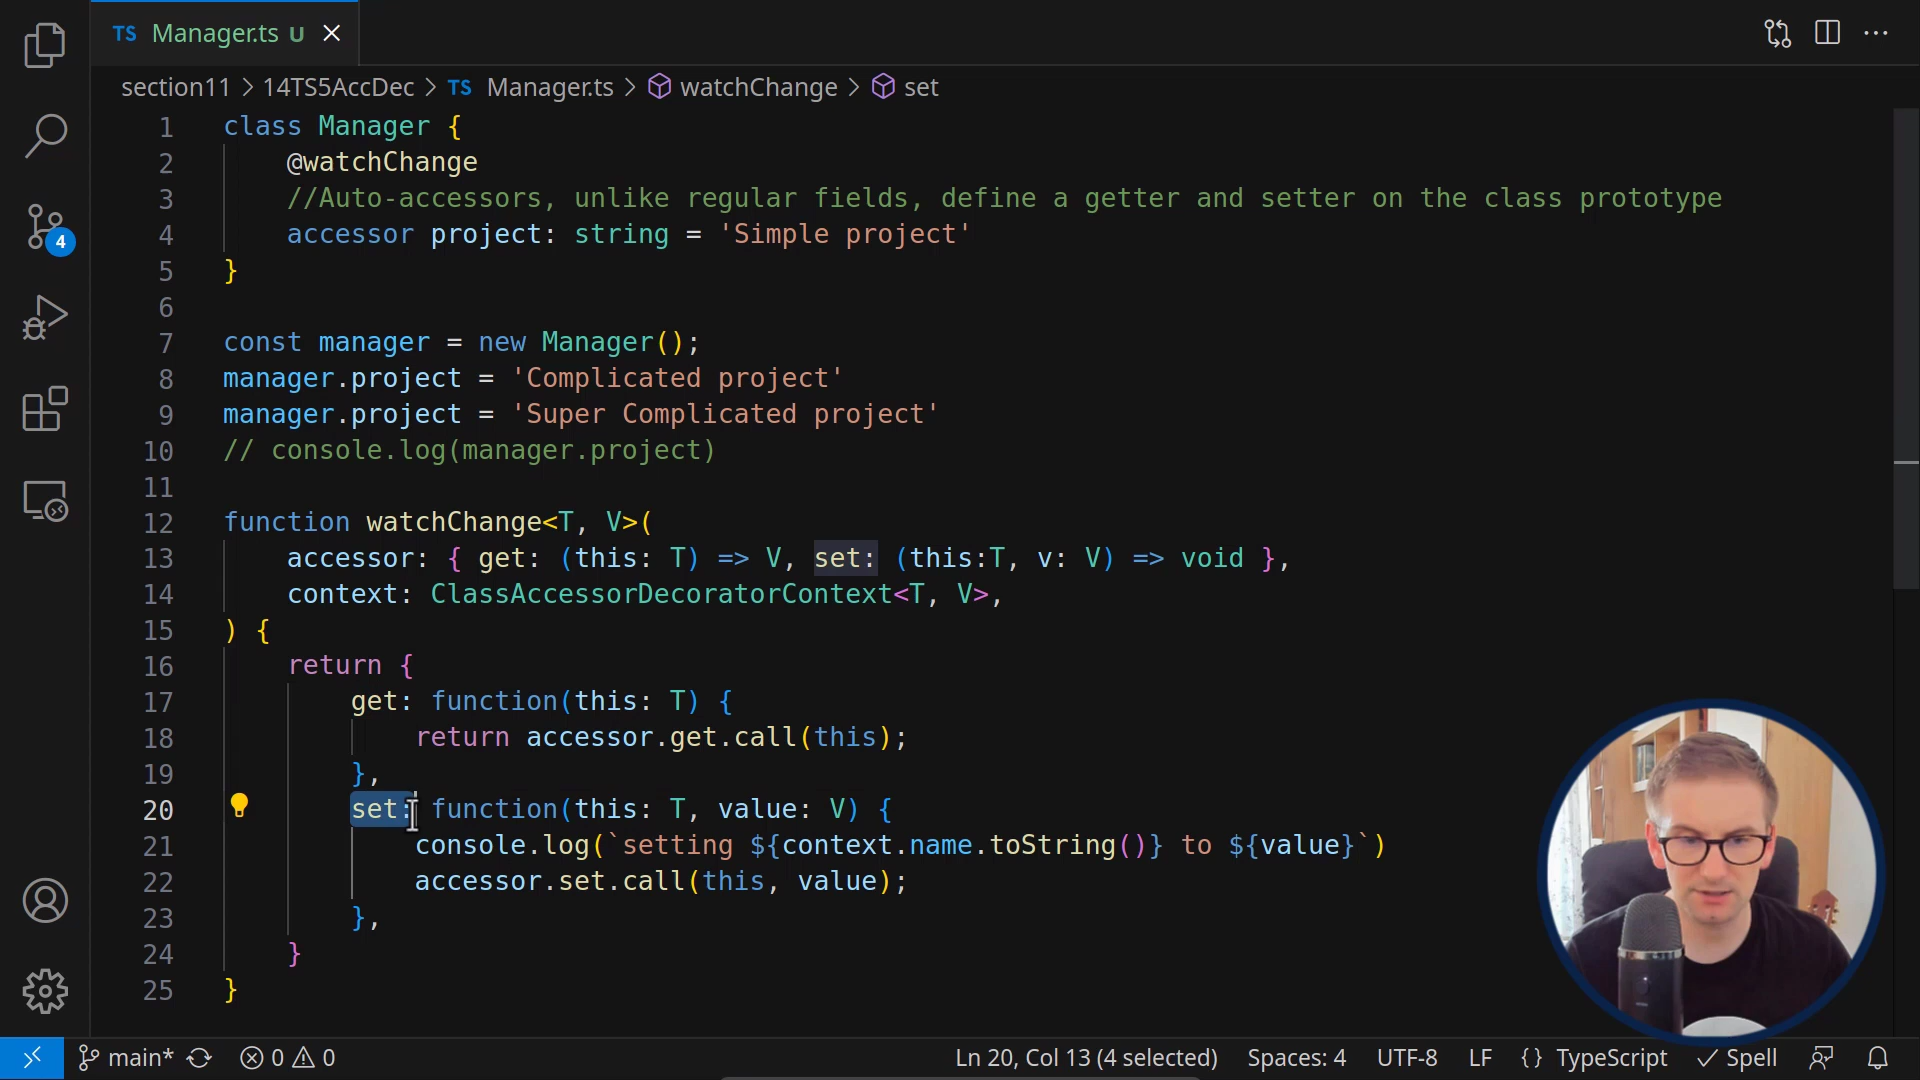 TS Manager.ts U
section11 > 14TS5AccDec > TS Manager.ts > watchChange > set
1 class Manager {
2 @watchChange
3 //Auto-accessors, unlike regular fields, define a getter and setter on the class prototype
4 accessor project: string = 'Simple project'
5 }
6
7 const manager = new Manager();
8 manager.project = 'Complicated project'
9 manager.project = 'Super Complicated project'
10 // console.log(manager.project)
11
12 function watchChange<T, V>(
13 accessor: { get: (this: T) => V, set: (this:T, v: V) => void },
14 context: ClassAccessorDecoratorContext<T, V>,
15 ) {
16 return {
17 get: function(this: T) {
18 return accessor.get.call(this);
19 },
20 set: function(this: T, value: V) {
21 console.log(`setting ${context.name.toString()} to ${value}`)
22 accessor.set.call(this, value);
23 },
24 }
25 }
4
main* 0 0 Ln 20, Col 13 (4 selected) Spaces: 4 UTF-8 LF {} TypeScript Spell